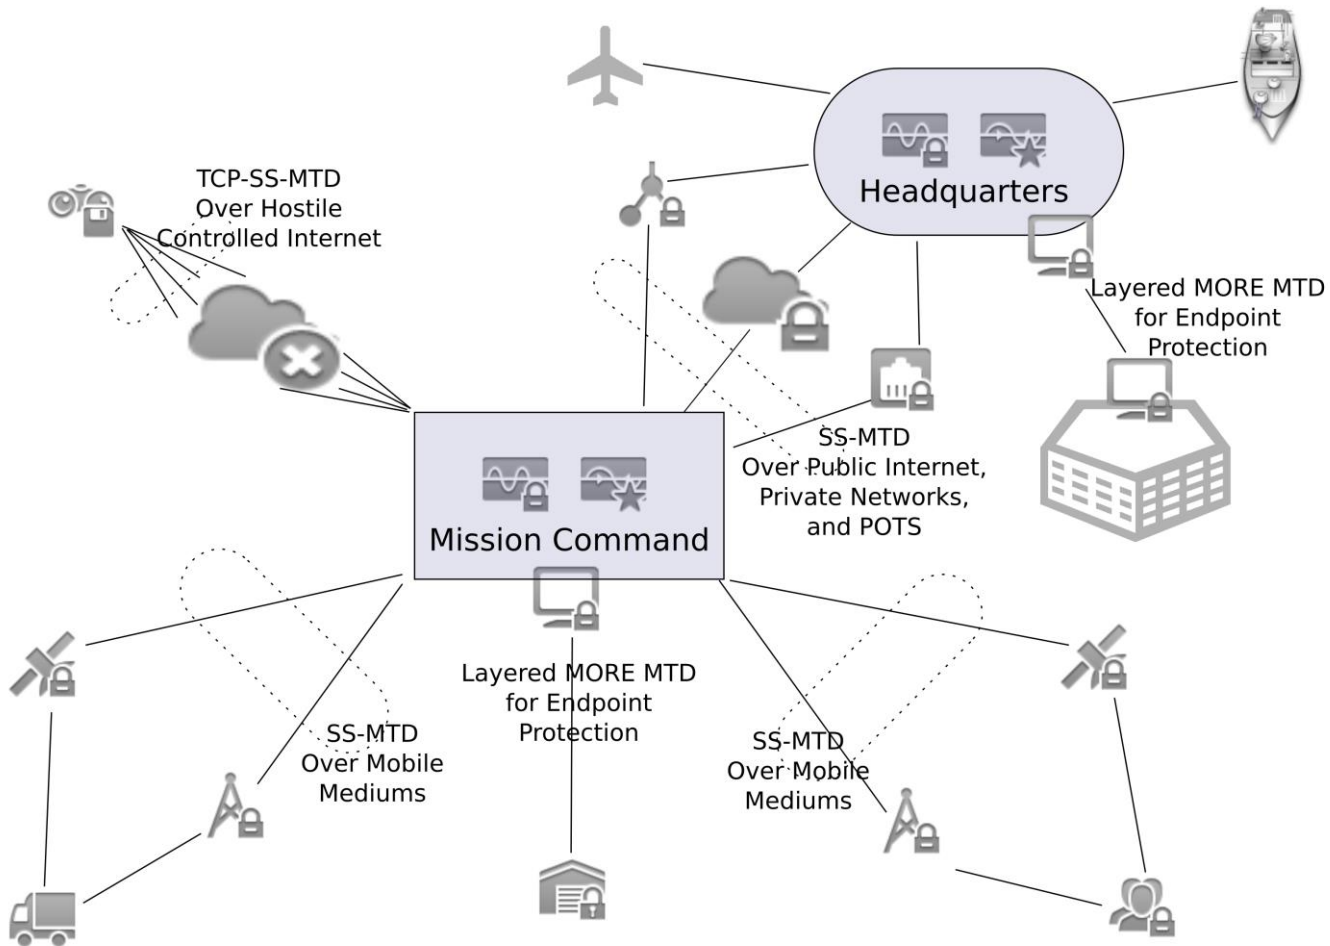 TCP-SS-MTD
Over Hostile
Controlled Internet
Headquarters
Layered MORE MTD
for Endpoint
Protection
SS-MTD
Over Public Internet,
Private Networks,
and POTS
Mission Command
Layered MORE MTD
for Endpoint
Protection
SS-MTD
Over Mobile
Mediums
SS-MTD
Over Mobile
Mediums